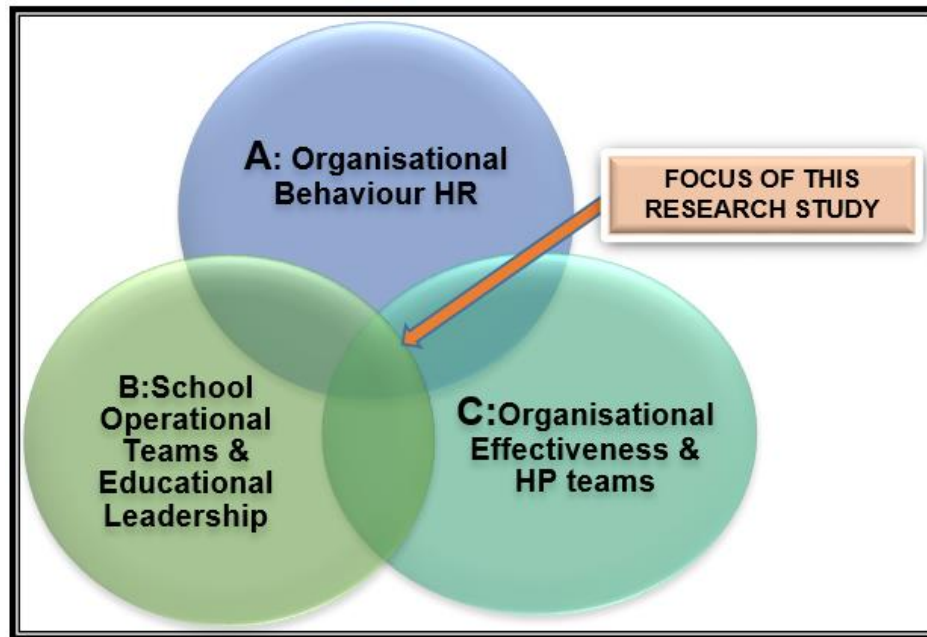 A: Organisational
Behaviour HR
FOCUS OF THIS
RESEARCH STUDY
B:School
Operational
Teams &
Educational
Leadership
C:Organisational
Effectiveness &
HP teams